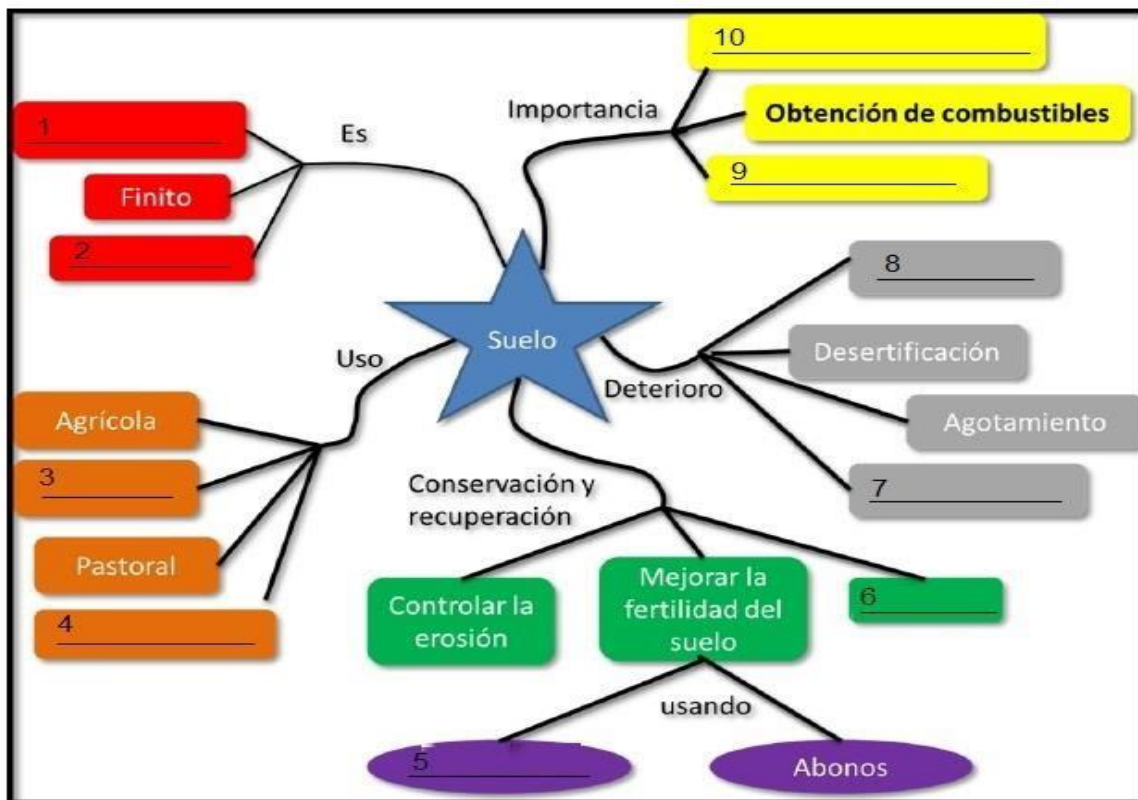 10
Importancia
Obtención de combustibles
9
1
Es
Finito
2
8
Suelo
Desertificación
Uso
Deterioro
Agotamiento
7
Agrícola
3
Pastoral
4
Conservación y
recuperación
Controlar la
erosión
Mejorar la
fertilidad del
suelo
6
usando
5
Abonos